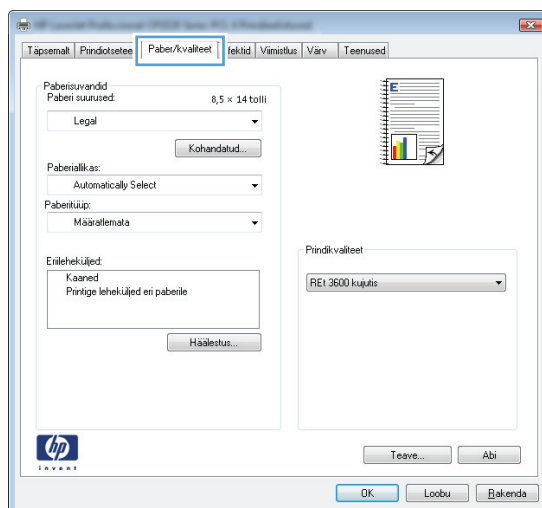 Täpsemalt Prindiotsetee Paber/kvaliteet fektid Viimistlus Värv Teenused
Paberisuvandid
Paberi suurused: 8,5 × 14 tolli
Legal
Kohandatud...
Paberiallikas:
Automatically Select
Paberitüüp:
Määratlemata
Erileheküljed:
Kaaned
Printige leheküljed eri paberile
Häälestus...
E
Prindikvaliteet
REt 3600 kujutis
hp
invent
Teave... Abi
OK Loobu Rakenda